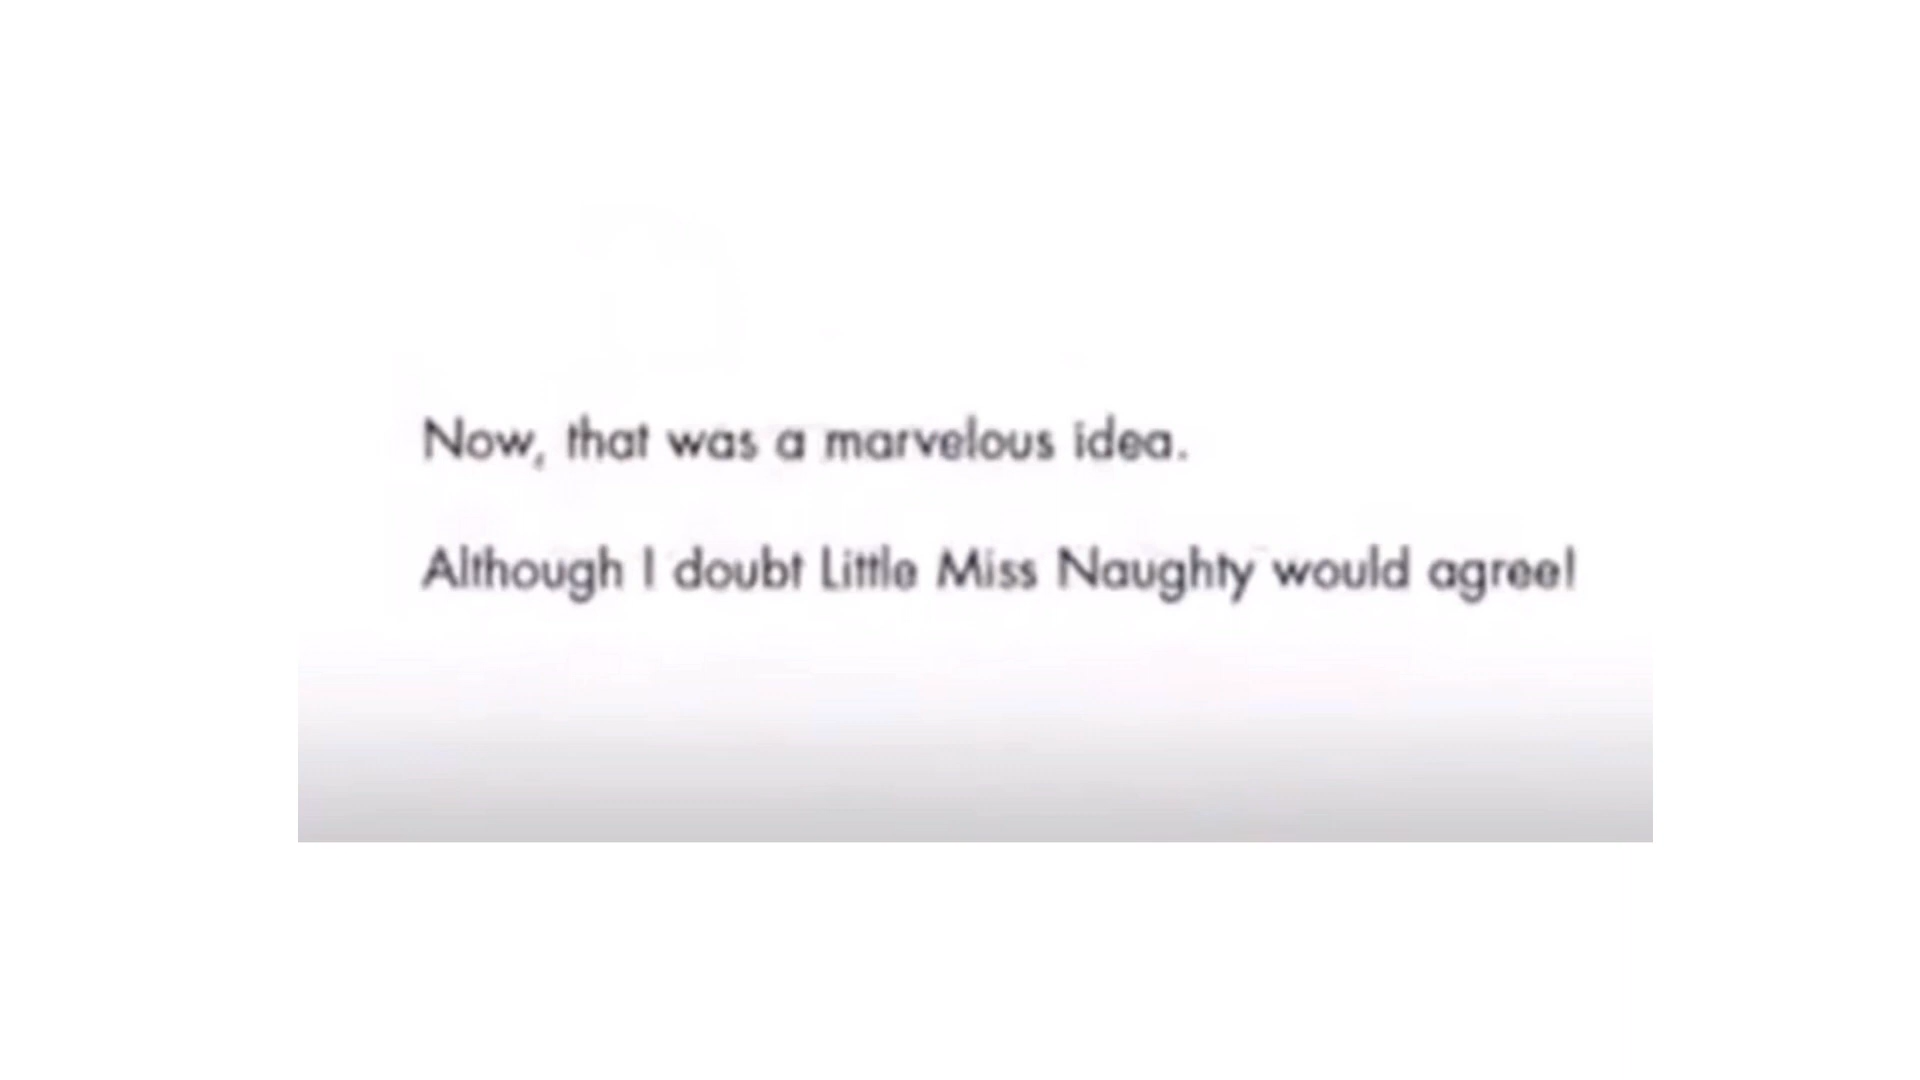 Now, that was a marvelous idea.
Although I doubt Little Miss Naughty would agree!